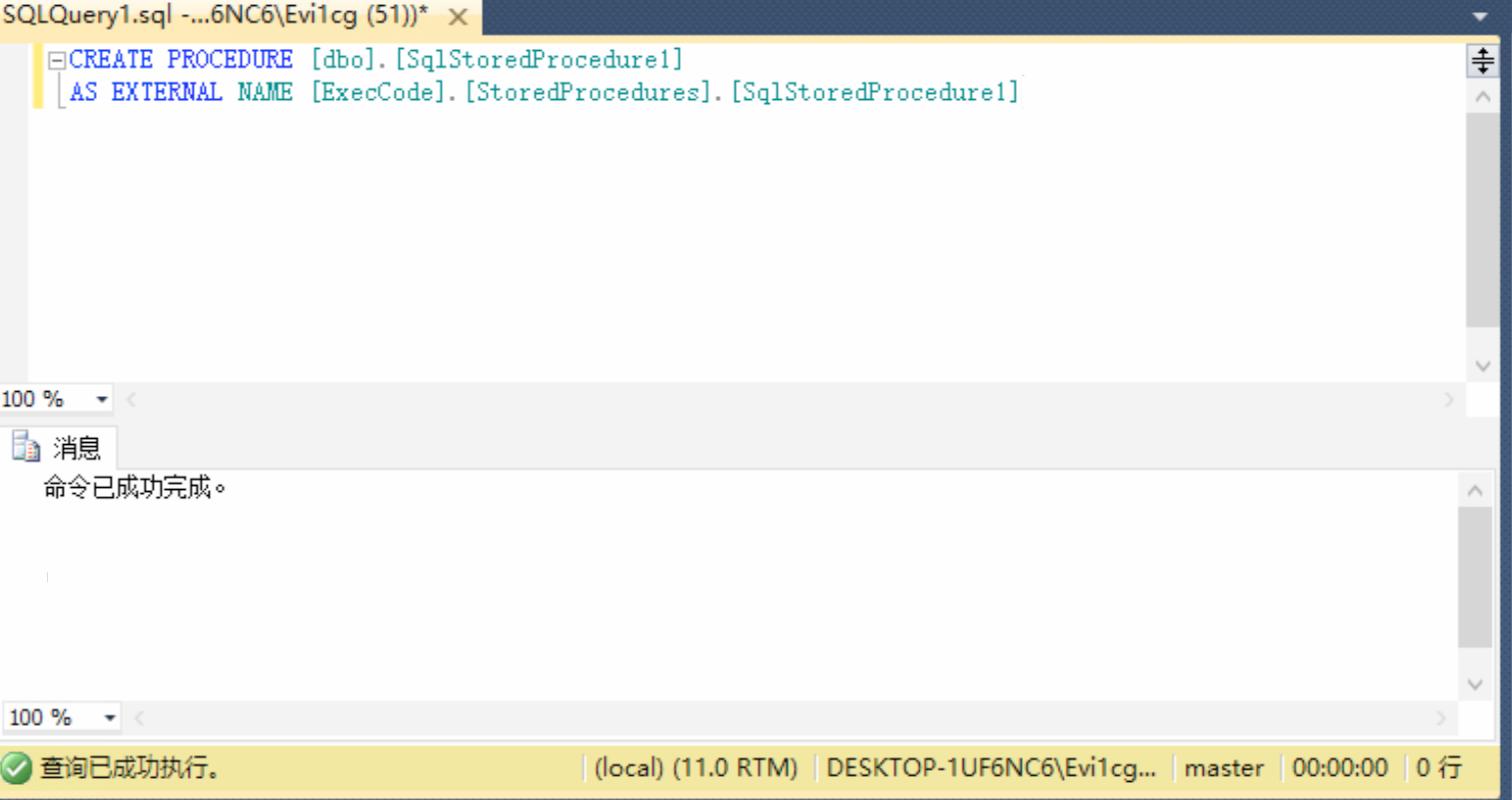 SQLQuery1.sql -...6NC6\Evi1cg (51))*
CREATE PROCEDURE [dbo].[SqlStoredProcedure1]
AS EXTERNAL NAME [ExecCode].[StoredProcedures].[SqlStoredProcedure1]
100 %
消息
命令已成功完成。
100 %
查询已成功执行。 (local) (11.0 RTM) DESKTOP-1UF6NC6\Evi1cg... master 00:00:00 0 行